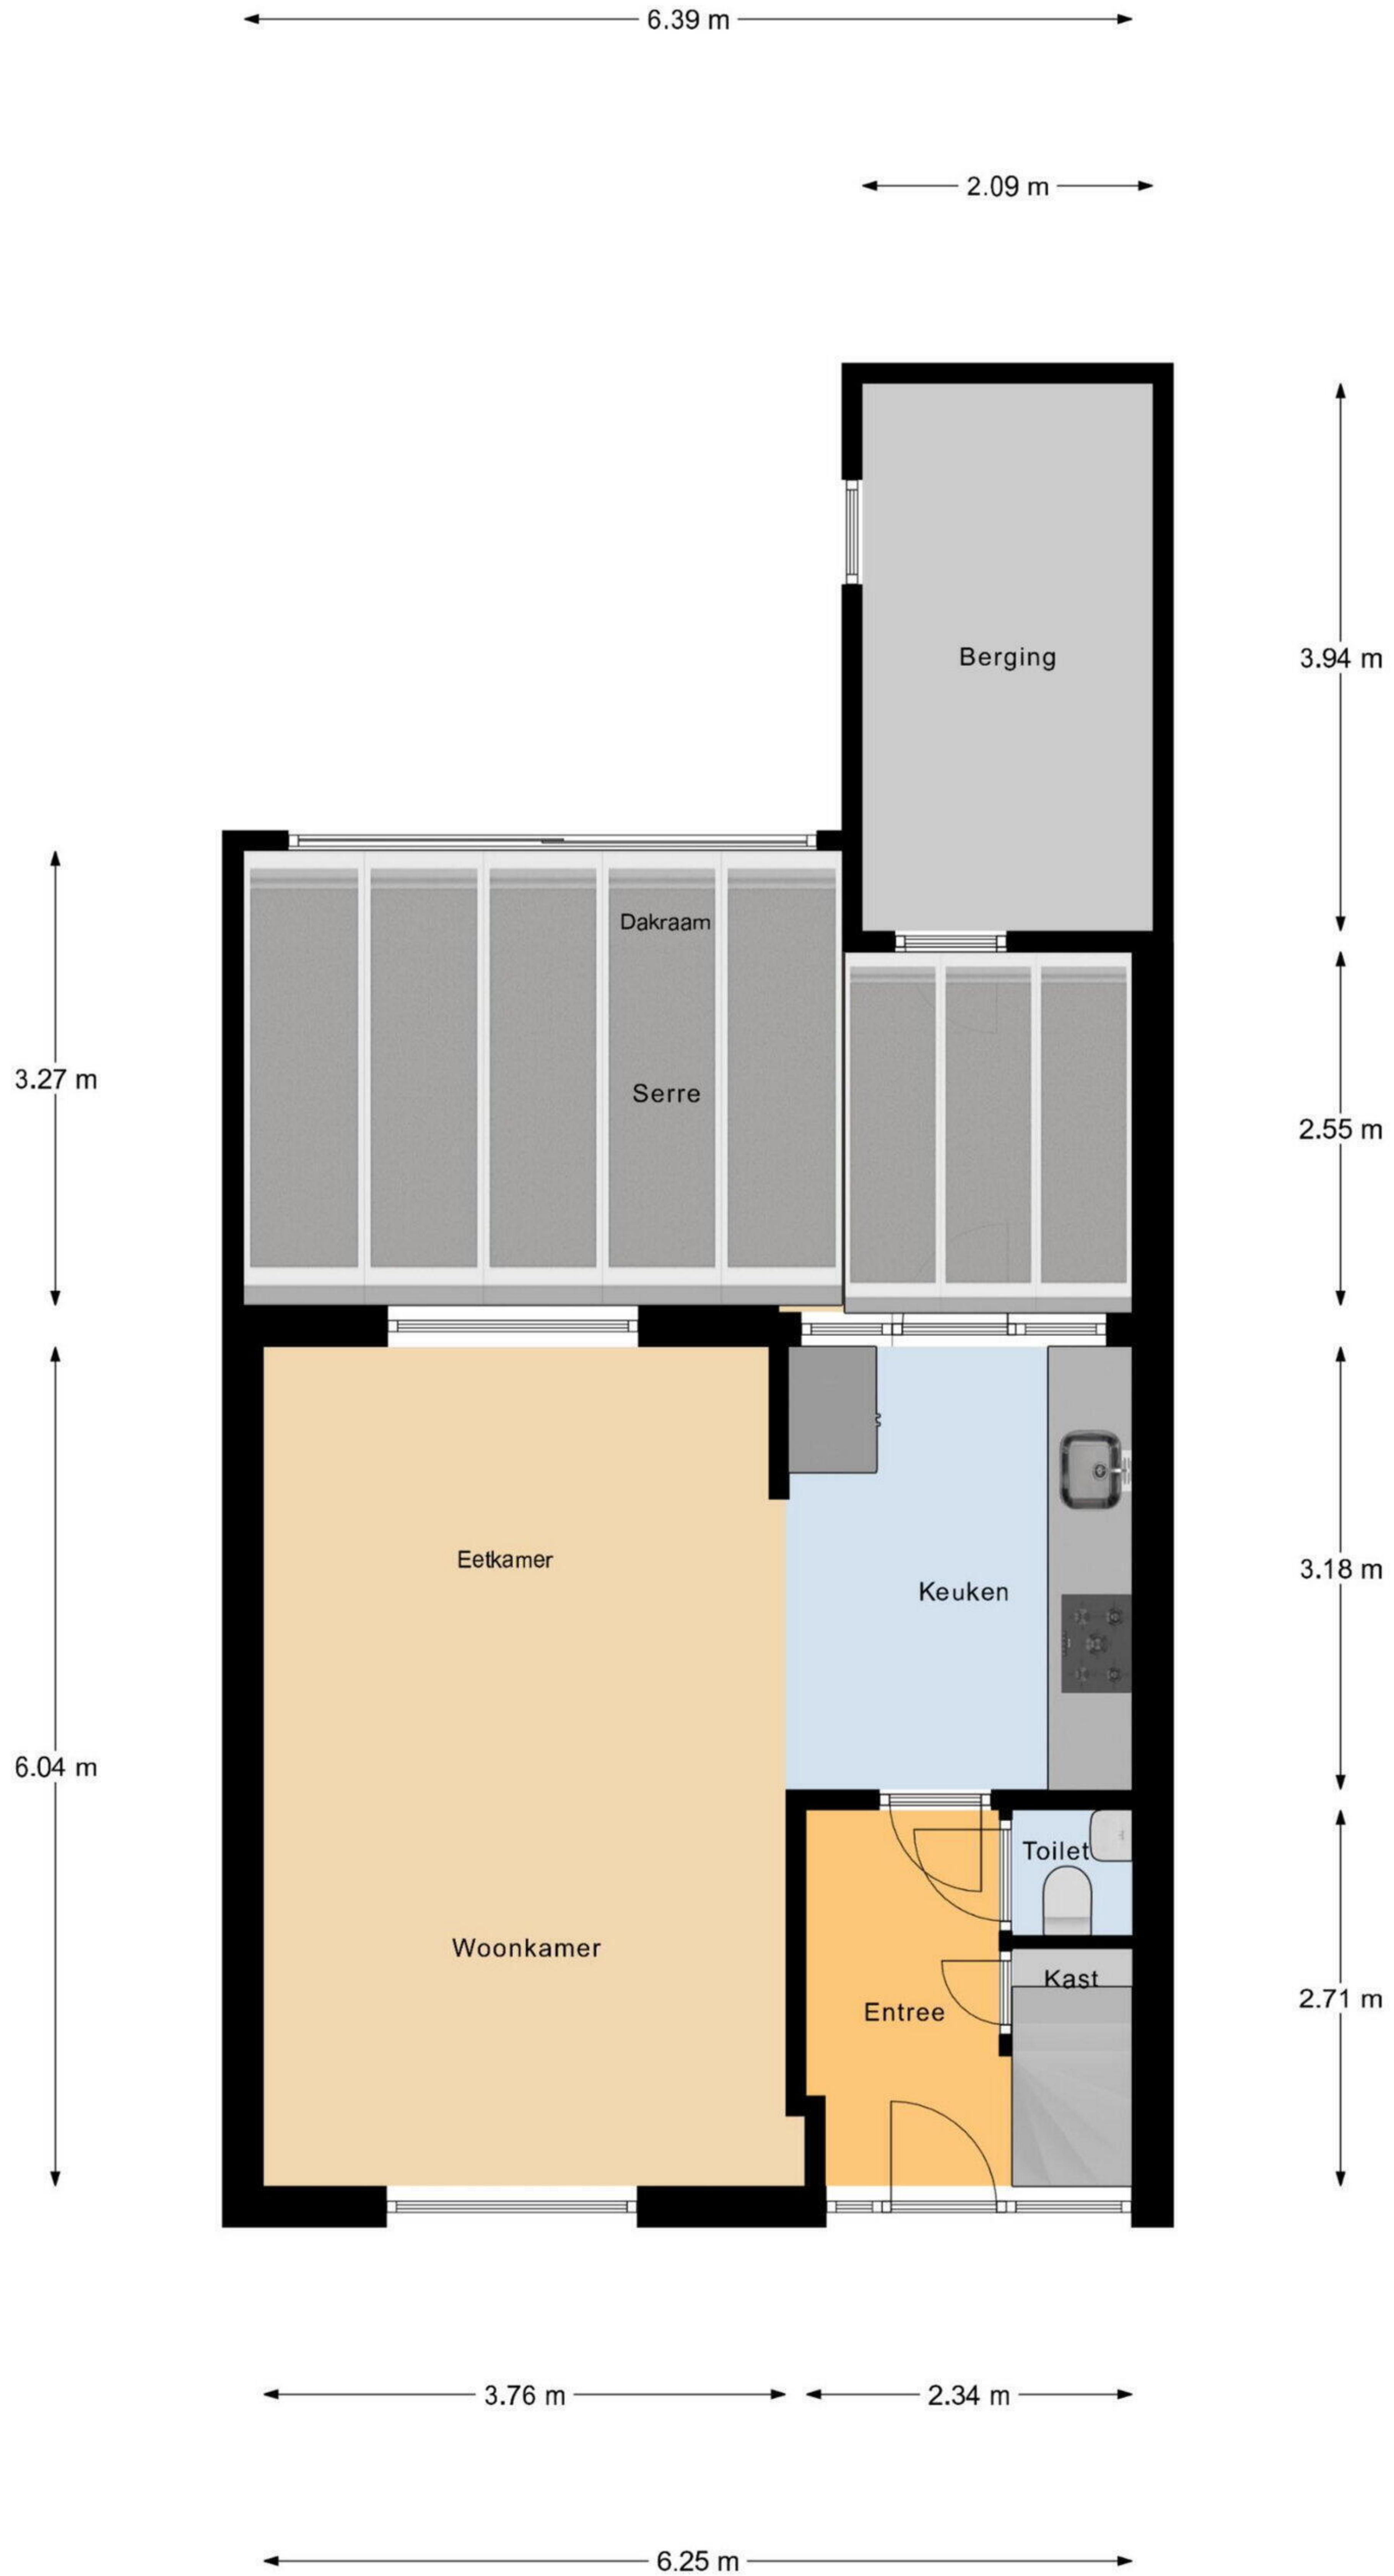 6.39 m
2.09 m
Berging
3.94 m
Dakraam
3.27 m
Serre
2.55 m
Eetkamer
3.18 m
Keuken
6.04 m
Toilet
Woonkamer
Kast
2.71 m
Entree
3.76 m
2.34 m
6.25 m